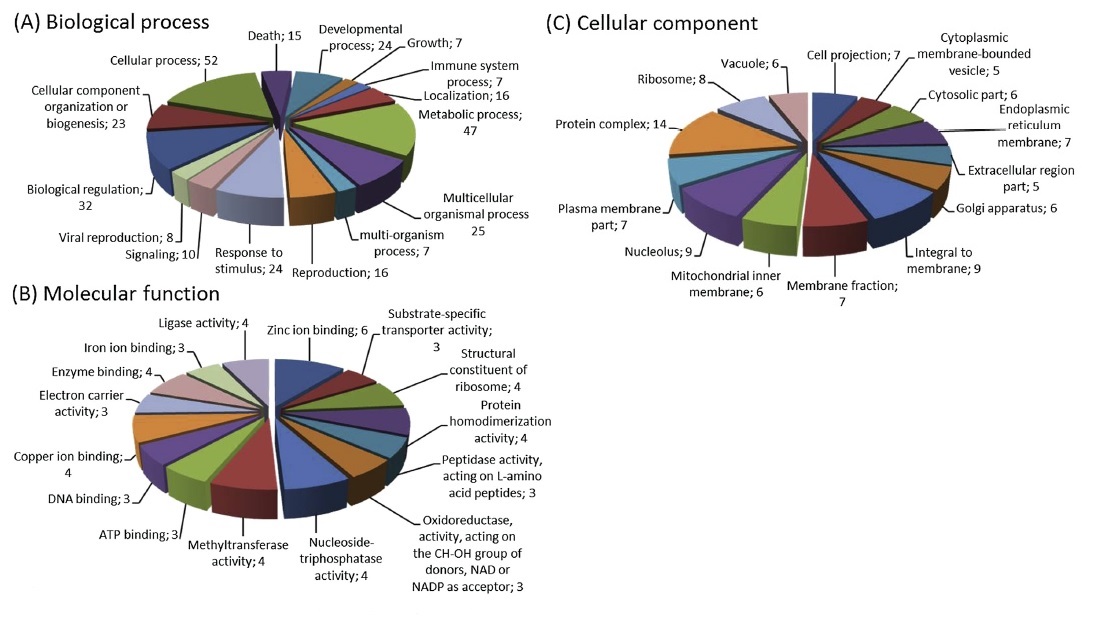 (A) Biological process
Death; 15
Developmental
process; 24
Growth; 7
Immune system
process; 7
Localization; 16
Metabolic process;
47
Multicellular
organismal process
25
multi-organism
process; 7
Reproduction; 16
Response to
stimulus; 24
Signaling; 10
Viral reproduction; 8
Biological regulation;
32
Cellular component
organization or
biogenesis; 23
Cellular process; 52
(B) Molecular function
Zinc ion binding; 6
Substrate-specific
transporter activity;
3
Structural
constituent of
ribosome; 4
Protein
homodimerization
activity; 4
Peptidase activity,
acting on L-amino
acid peptides; 3
Oxidoreductase,
activity, acting on
the CH-OH group of
donors, NAD or
NADP as acceptor; 3
Nucleoside-
triphosphatase
activity; 4
Methyltransferase
activity; 4
ATP binding; 3
DNA binding; 3
Copper ion binding;
4
Electron carrier
activity; 3
Enzyme binding; 4
Iron ion binding; 3
Ligase activity; 4
(C) Cellular component
Cell projection; 7
Cytoplasmic
membrane-bounded
vesicle; 5
Cytosolic part; 6
Endoplasmic
reticulum
membrane; 7
Extracellular region
part; 5
Golgi apparatus; 6
Integral to
membrane; 9
Membrane fraction;
7
Mitochondrial inner
membrane; 6
Nucleolus; 9
Plasma membrane
part; 7
Protein complex; 14
Ribosome; 8
Vacuole; 6